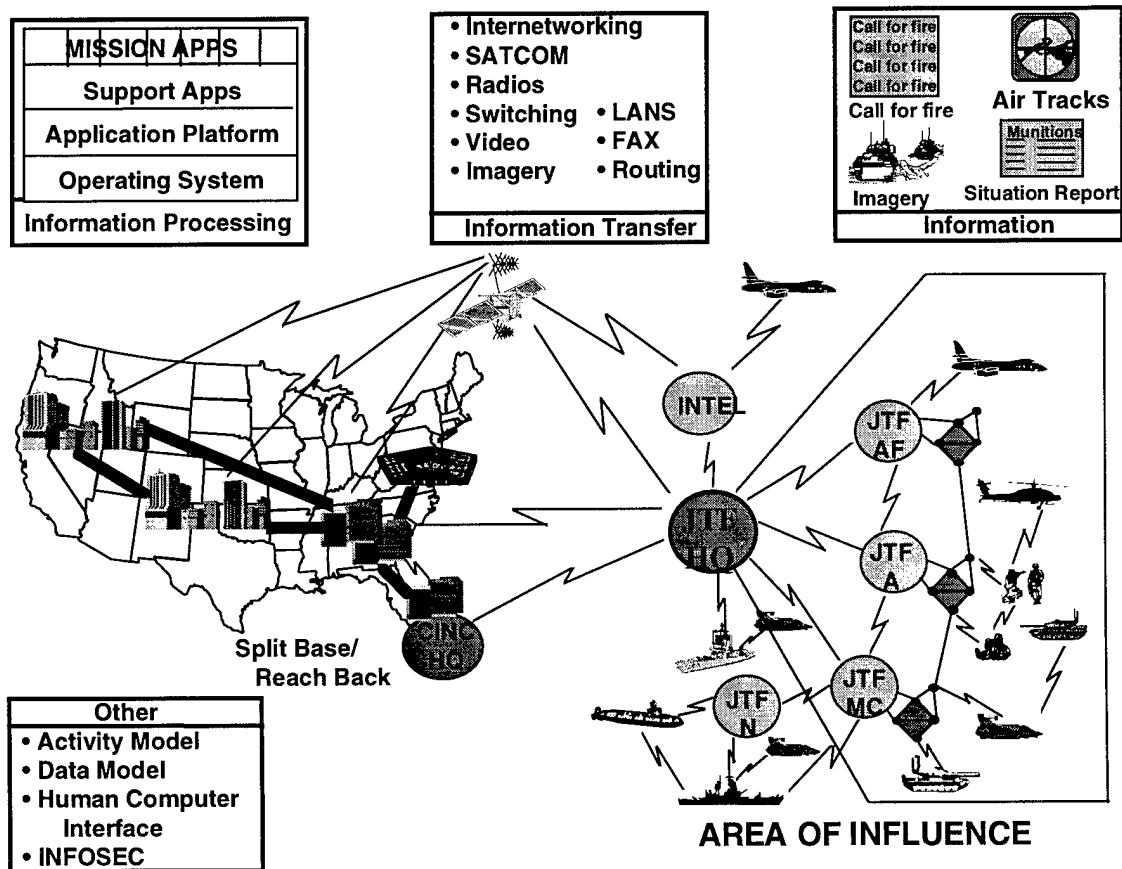 MISSION APPS
Support Apps
Application Platform
Operating System
Information Processing
• Internetworking
• SATCOM
• Radios
• Switching • LANS
• Video • FAX
• Imagery • Routing
Information Transfer
Call for fire
Call for fire
Call for fire
Call for fire
Call for fire
Air Tracks
Munitions
Imagery
Situation Report
Information
INTEL
JTF
AF
JTF
HQ
JTF
A
CINC
HQ
Split Base/
Reach Back
JTF
N
JTF
MC
Other
• Activity Model
• Data Model
• Human Computer
Interface
• INFOSEC
AREA OF INFLUENCE